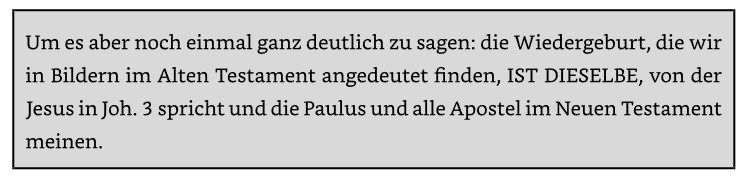 Um es aber noch einmal ganz deutlich zu sagen: die Wiedergeburt, die wir
in Bildern im Alten Testament angedeutet finden, IST DIESELBE, von der
Jesus in Joh. 3 spricht und die Paulus und alle Apostel im Neuen Testament
meinen.